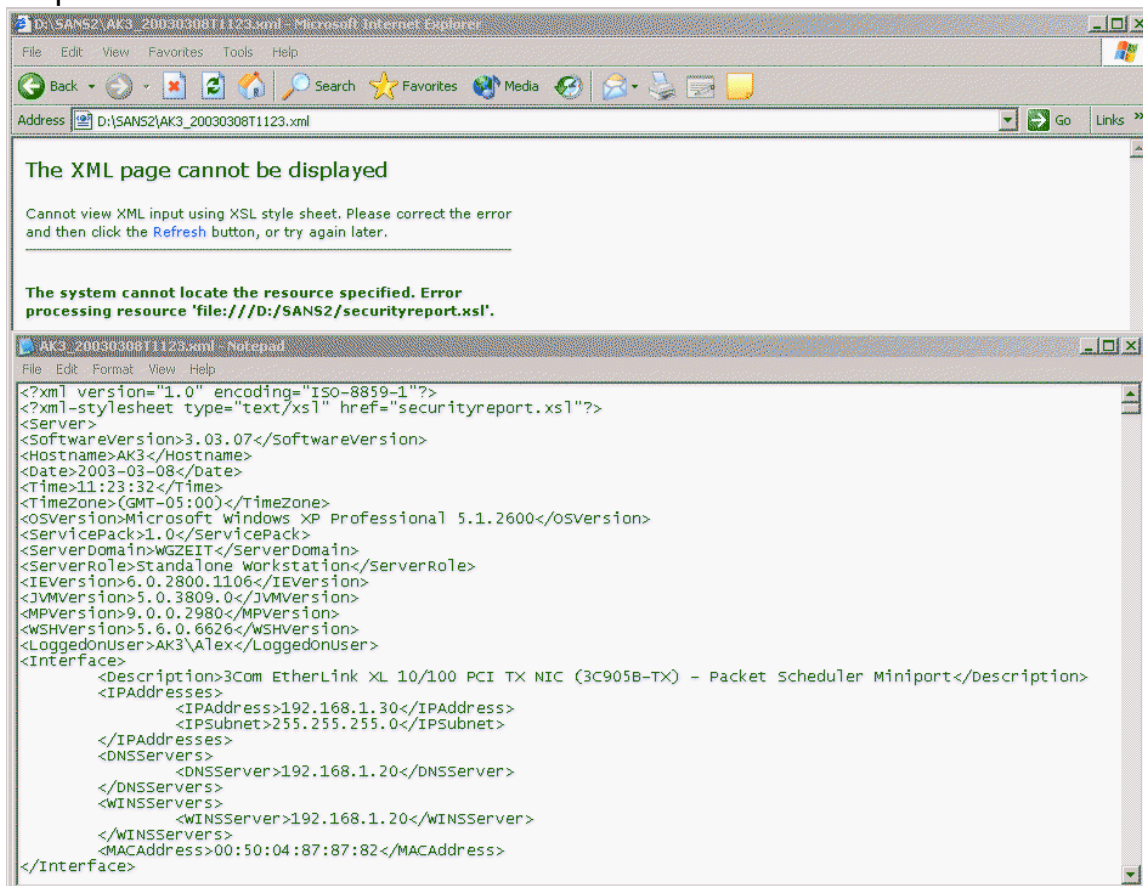 D:\SANS2\AK3_20030308T1123.xml - Microsoft Internet Explorer
File Edit View Favorites Tools Help
Back Search Favorites Media
Address D:\SANS2\AK3_20030308T1123.xml Go Links »
The XML page cannot be displayed
Cannot view XML input using XSL style sheet. Please correct the error
and then click the Refresh button, or try again later.
The system cannot locate the resource specified. Error
processing resource 'file:///D:/SANS2/securityreport.xsl'.
AK3_20030308T1123.xml - Notepad
File Edit Format View Help
<?xml version="1.0" encoding="ISO-8859-1"?>
<?xml-stylesheet type="text/xsl" href="securityreport.xsl"?>
<Server>
<SoftwareVersion>3.03.07</SoftwareVersion>
<Hostname>AK3</Hostname>
<Date>2003-03-08</Date>
<Time>11:23:32</Time>
<TimeZone>(GMT-05:00)</TimeZone>
<OSVersion>Microsoft Windows XP Professional 5.1.2600</OSVersion>
<ServicePack>1.0</ServicePack>
<ServerDomain>WGZEIT</ServerDomain>
<ServerRole>Standalone Workstation</ServerRole>
<IEVersion>6.0.2800.1106</IEVersion>
<JVMVersion>5.0.3809.0</JVMVersion>
<MPVersion>9.0.0.2980</MPVersion>
<WSHVersion>5.6.0.6626</WSHVersion>
<LoggedOnUser>AK3\Alex</LoggedOnUser>
<Interface>
<Description>3Com EtherLink XL 10/100 PCI TX NIC (3C905B-TX) - Packet Scheduler Miniport</Description>
<IPAddresses>
<IPAddress>192.168.1.30</IPAddress>
<IPSubnet>255.255.255.0</IPSubnet>
</IPAddresses>
<DNSServers>
<DNSServer>192.168.1.20</DNSServer>
</DNSServers>
<WINSServers>
<WINSServer>192.168.1.20</WINSServer>
</WINSServers>
<MACAddress>00:50:04:87:87:82</MACAddress>
</Interface>